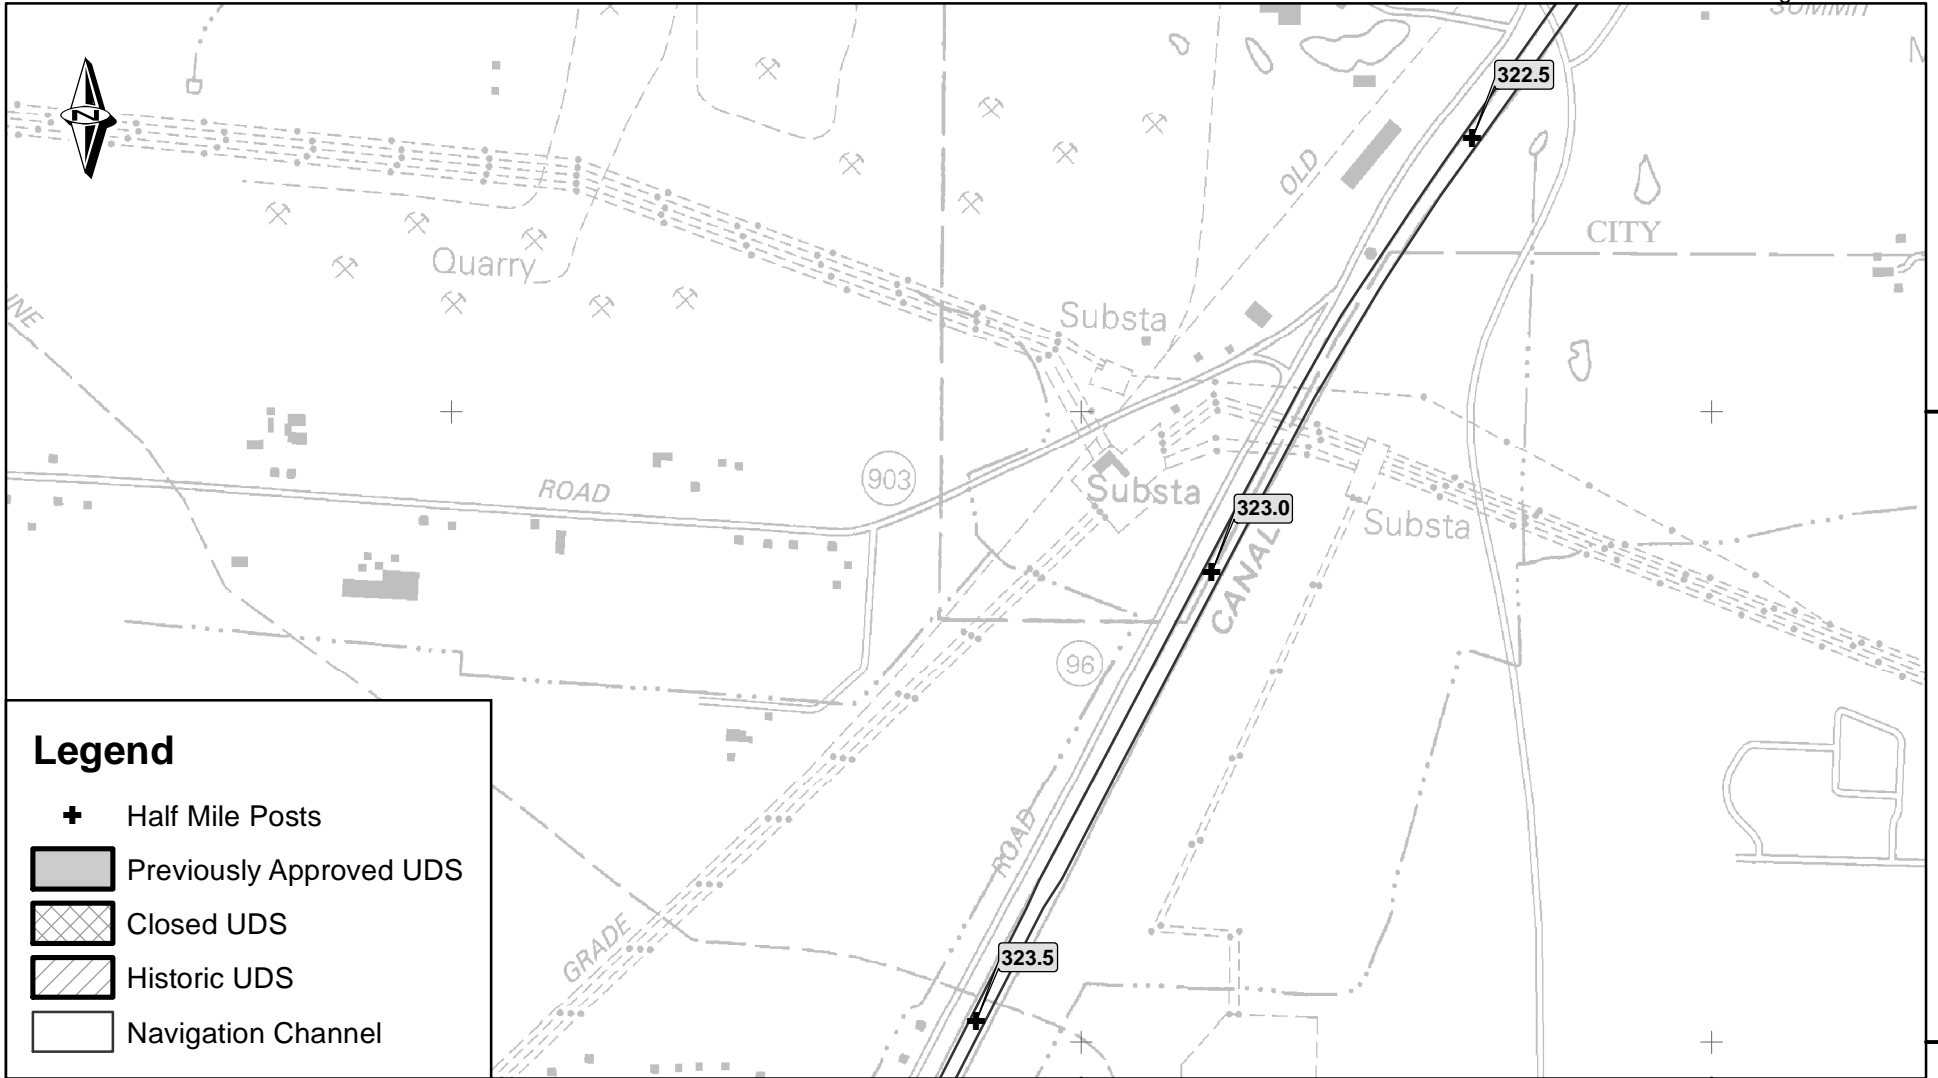 SUMMIT
N
322.5
OLD
CITY
Quarry
Substa
903
ROAD
Substa
323.0
Substa
CANAL
96
ROAD
GRADE
323.5
Legend
Half Mile Posts
Previously Approved UDS
Closed UDS
Historic UDS
Navigation Channel